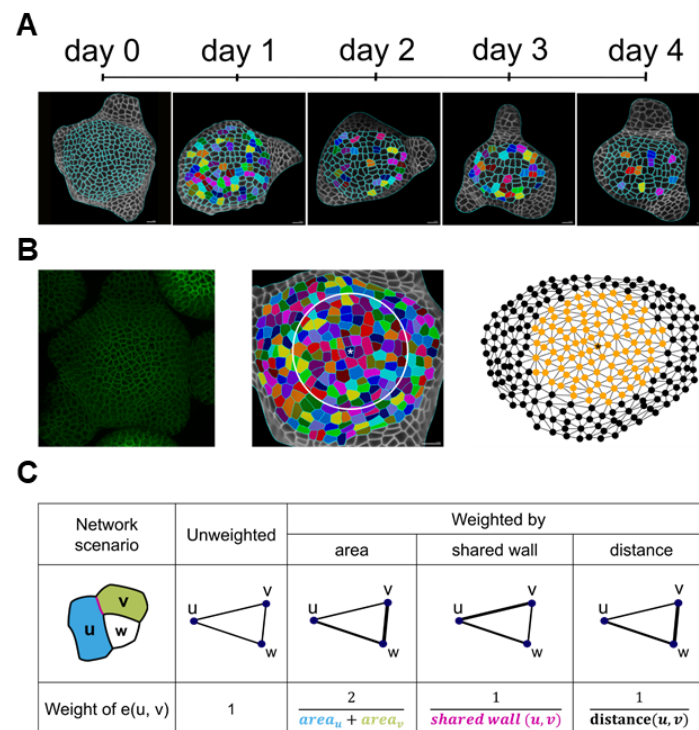 A
day 0 day 1 day 2 day 3 day 4
B
*
C
Network scenario Unweighted Weighted by
area shared wall distance
u v w
u v w
u v w
u v w
u v w
Weight of e(u, v) 1 2 / area_u + area_v 1 / shared wall (u, v) 1 / distance(u, v)